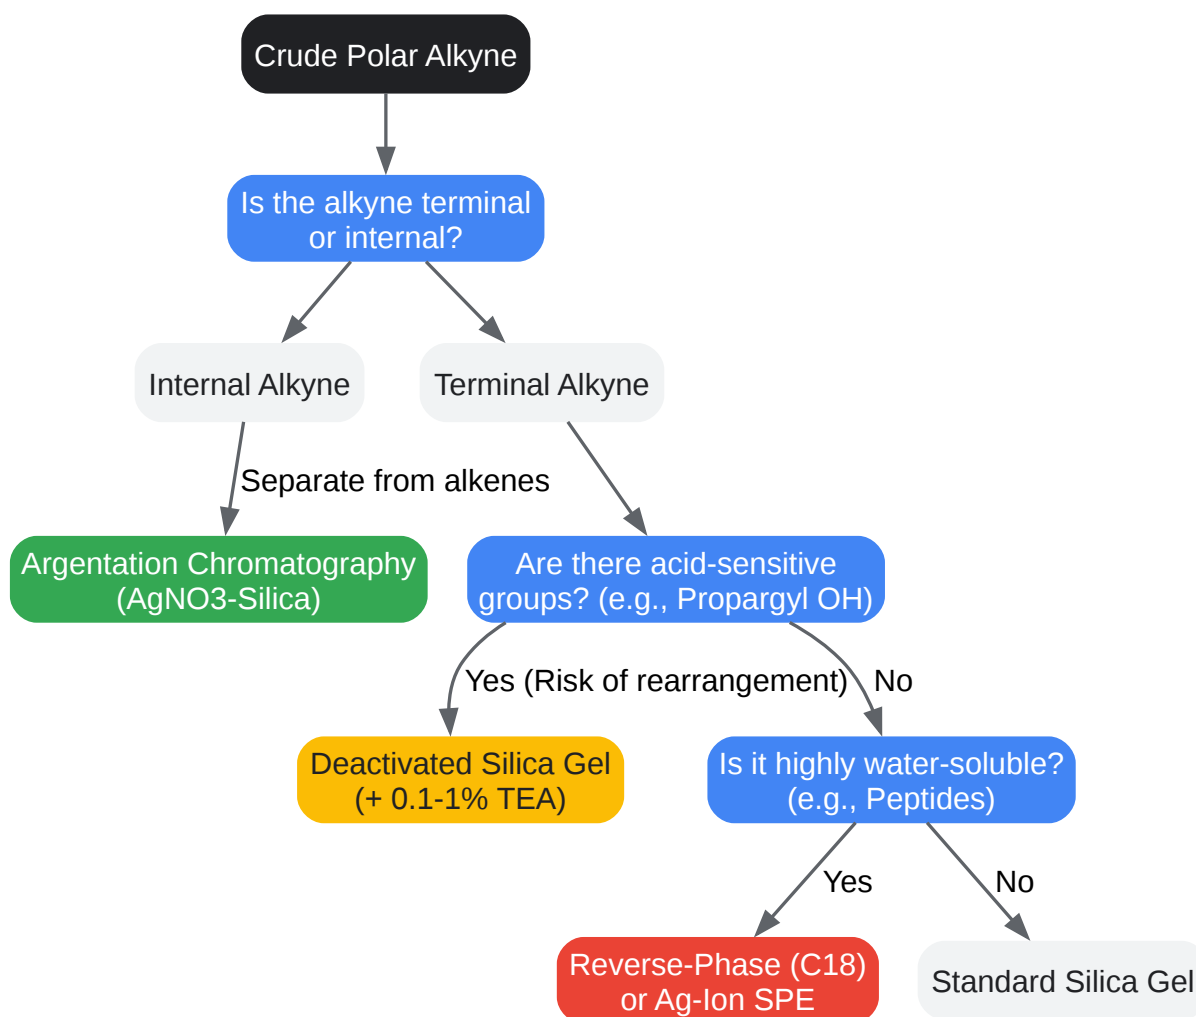 Crude Polar Alkyne
Is the alkyne terminal
or internal?
Internal Alkyne
Terminal Alkyne
Separate from alkenes
Argentation Chromatography
(AgNO3-Silica)
Are there acid-sensitive
groups? (e.g., Propargyl OH)
Yes (Risk of rearrangement)
No
Deactivated Silica Gel
(+ 0.1-1% TEA)
Is it highly water-soluble?
(e.g., Peptides)
Yes
No
Reverse-Phase (C18)
or Ag-Ion SPE
Standard Silica Gel